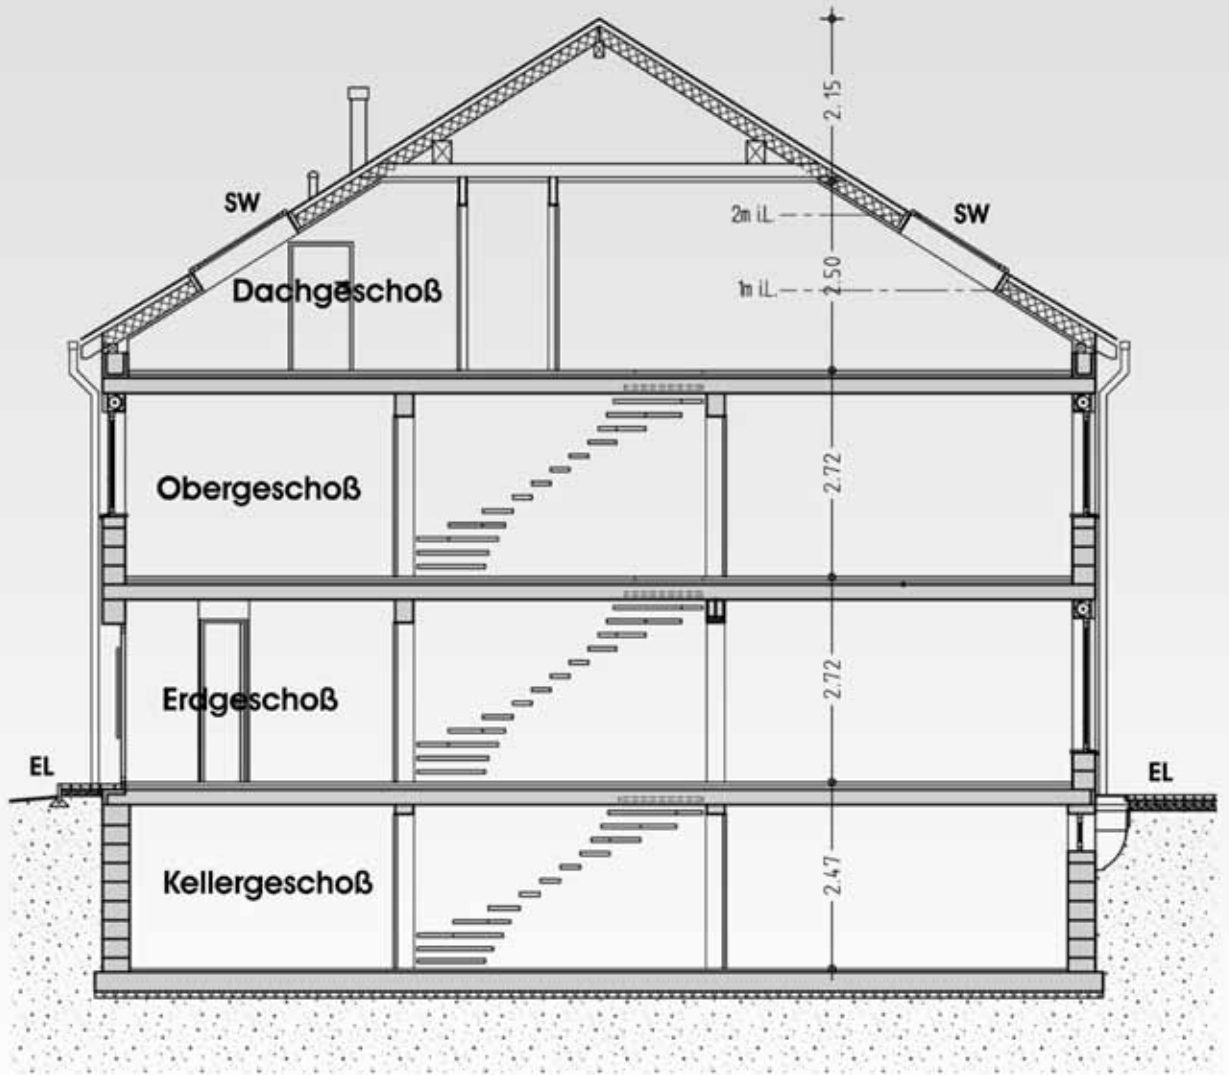 2.15
SW
2m i.L.
SW
2.50
Dachgeschoß
1m i.L.
2.72
Obergeschoß
2.72
Erdgeschoß
EL
EL
2.47
Kellergeschoß